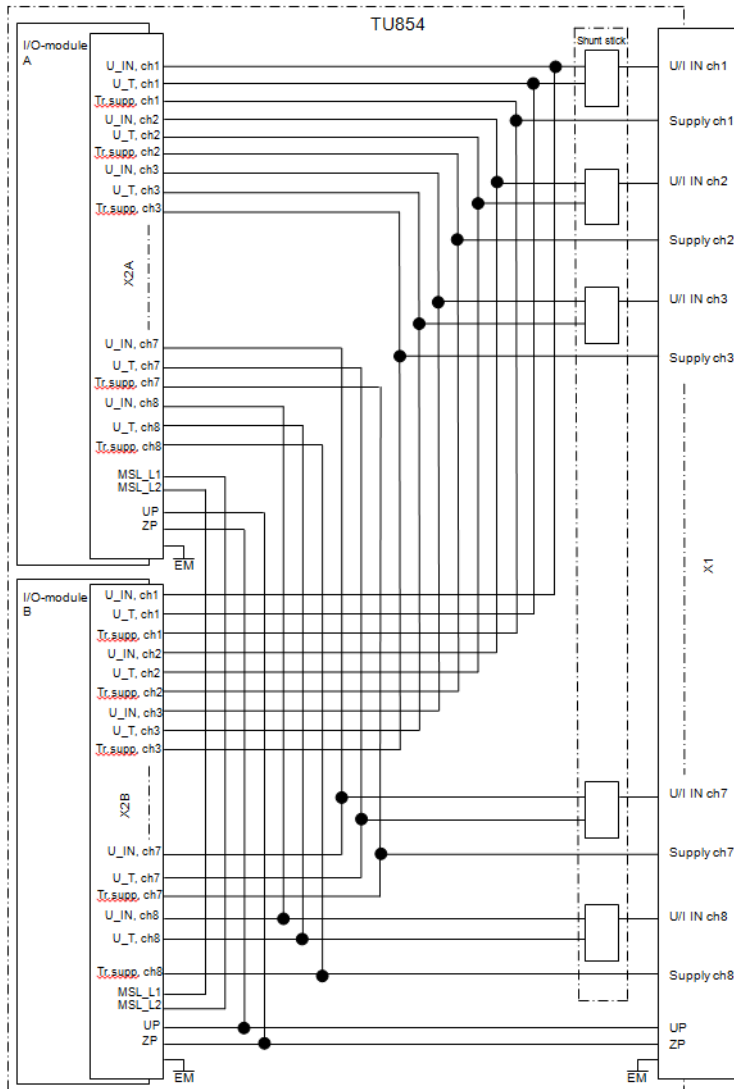 TU854
Shunt stick
I/O-module
A
U_IN, ch1
U_T, ch1
Tr.supp, ch1
U_IN, ch2
U_T, ch2
Tr.supp, ch2
U_IN, ch3
U_T, ch3
Tr.supp, ch3
X2A
U_IN, ch7
U_T, ch7
Tr.supp, ch7
U_IN, ch8
U_T, ch8
Tr.supp, ch8
MSL_L1
MSL_L2
UP
ZP
EM
I/O-module
B
U_IN, ch1
U_T, ch1
Tr.supp, ch1
U_IN, ch2
U_T, ch2
Tr.supp, ch2
U_IN, ch3
U_T, ch3
Tr.supp, ch3
X2B
U_IN, ch7
U_T, ch7
Tr.supp, ch7
U_IN, ch8
U_T, ch8
Tr.supp, ch8
MSL_L1
MSL_L2
UP
ZP
EM
U/I IN ch1
Supply ch1
U/I IN ch2
Supply ch2
U/I IN ch3
Supply ch3
X1
U/I IN ch7
Supply ch7
U/I IN ch8
Supply ch8
UP
ZP
EM